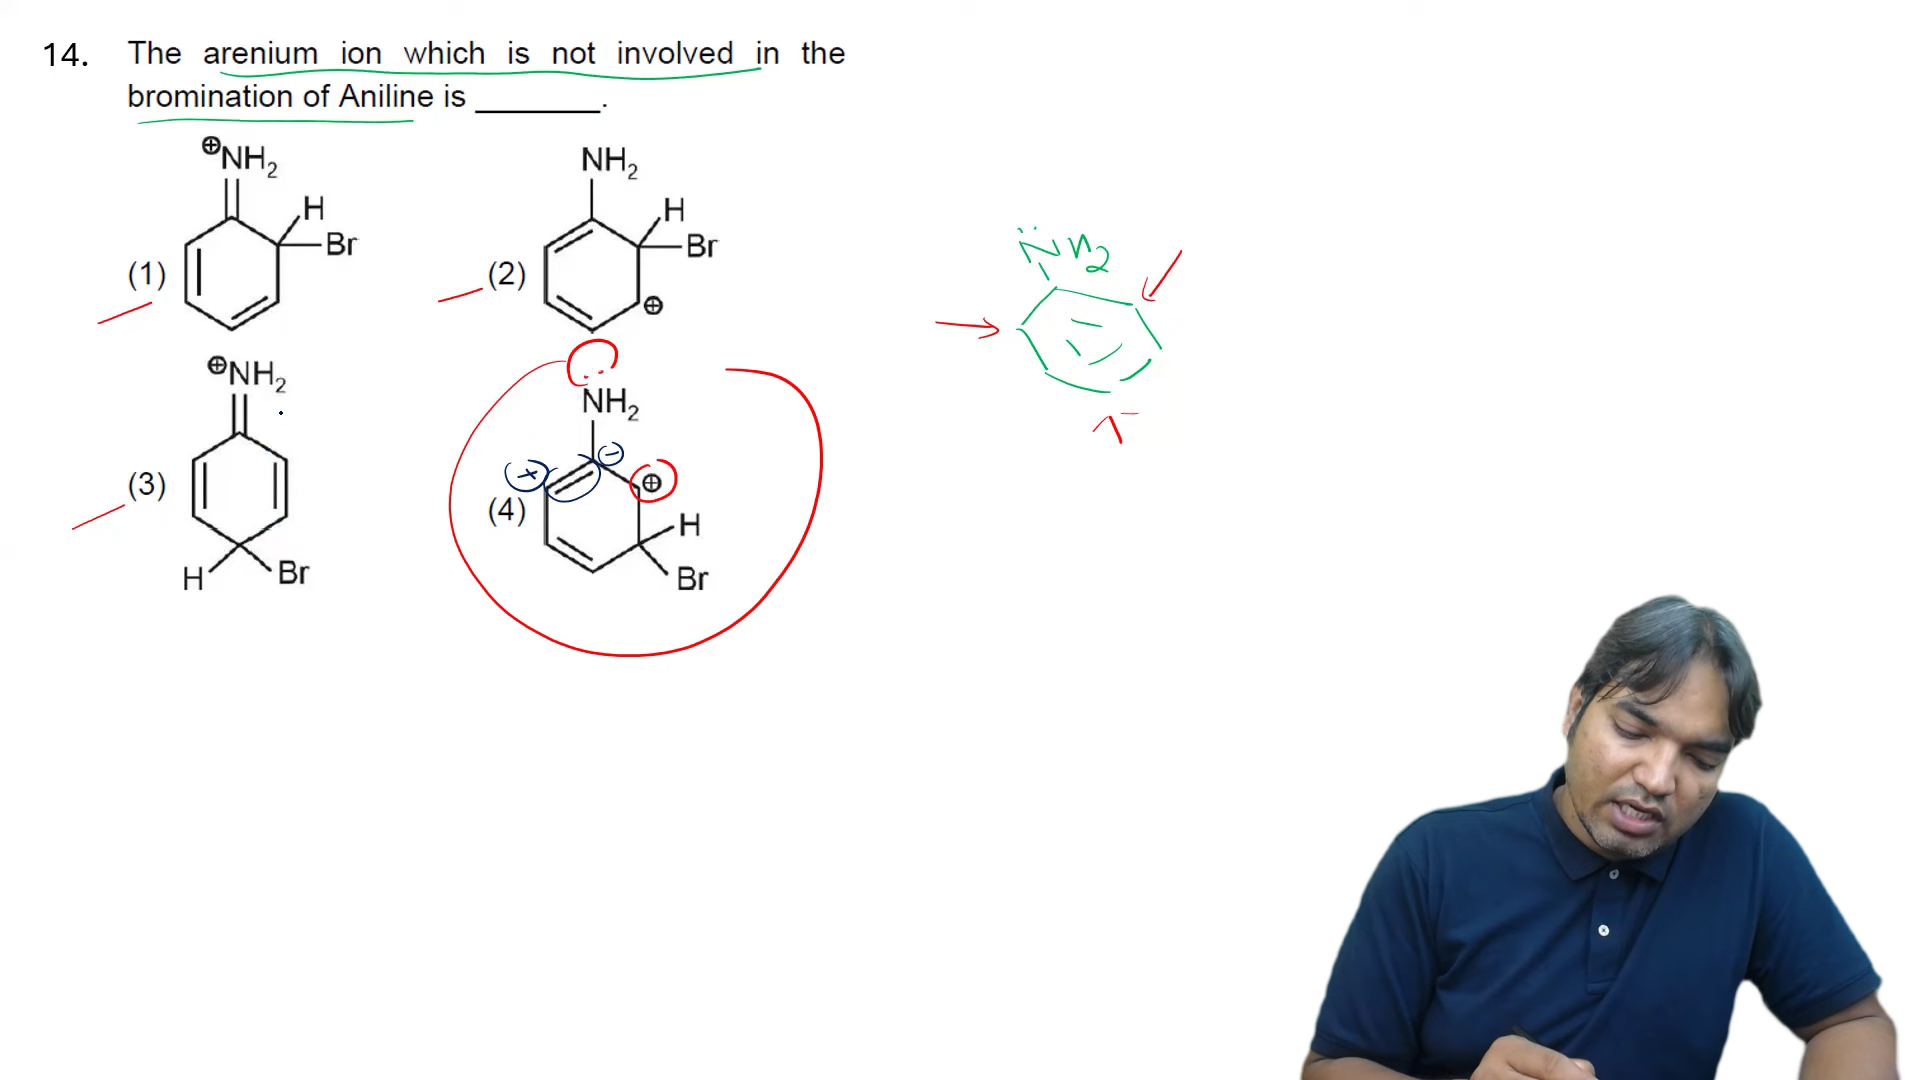 14. The arenium ion which is not involved in the
bromination of Aniline is ________.
(1) ⊕NH2 H Br
(2) NH2 H Br ⊕
(3) ⊕NH2 H Br
(4) NH2 ⊕ H Br
+ −